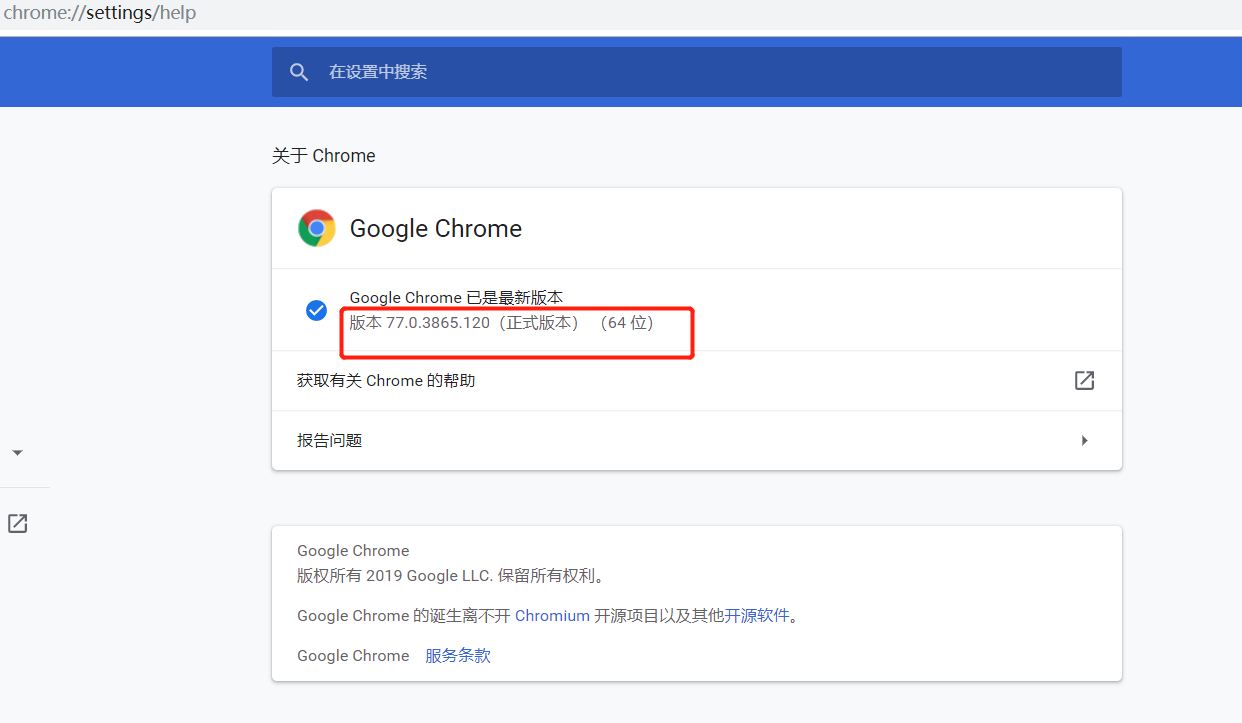 chrome://settings/help
在设置中搜索
关于 Chrome
Google Chrome
Google Chrome 已是最新版本
版本 77.0.3865.120（正式版本） （64 位）
获取有关 Chrome 的帮助
报告问题
Google Chrome
版权所有 2019 Google LLC. 保留所有权利。
Google Chrome 的诞生离不开 Chromium 开源项目以及其他开源软件。
Google Chrome 服务条款